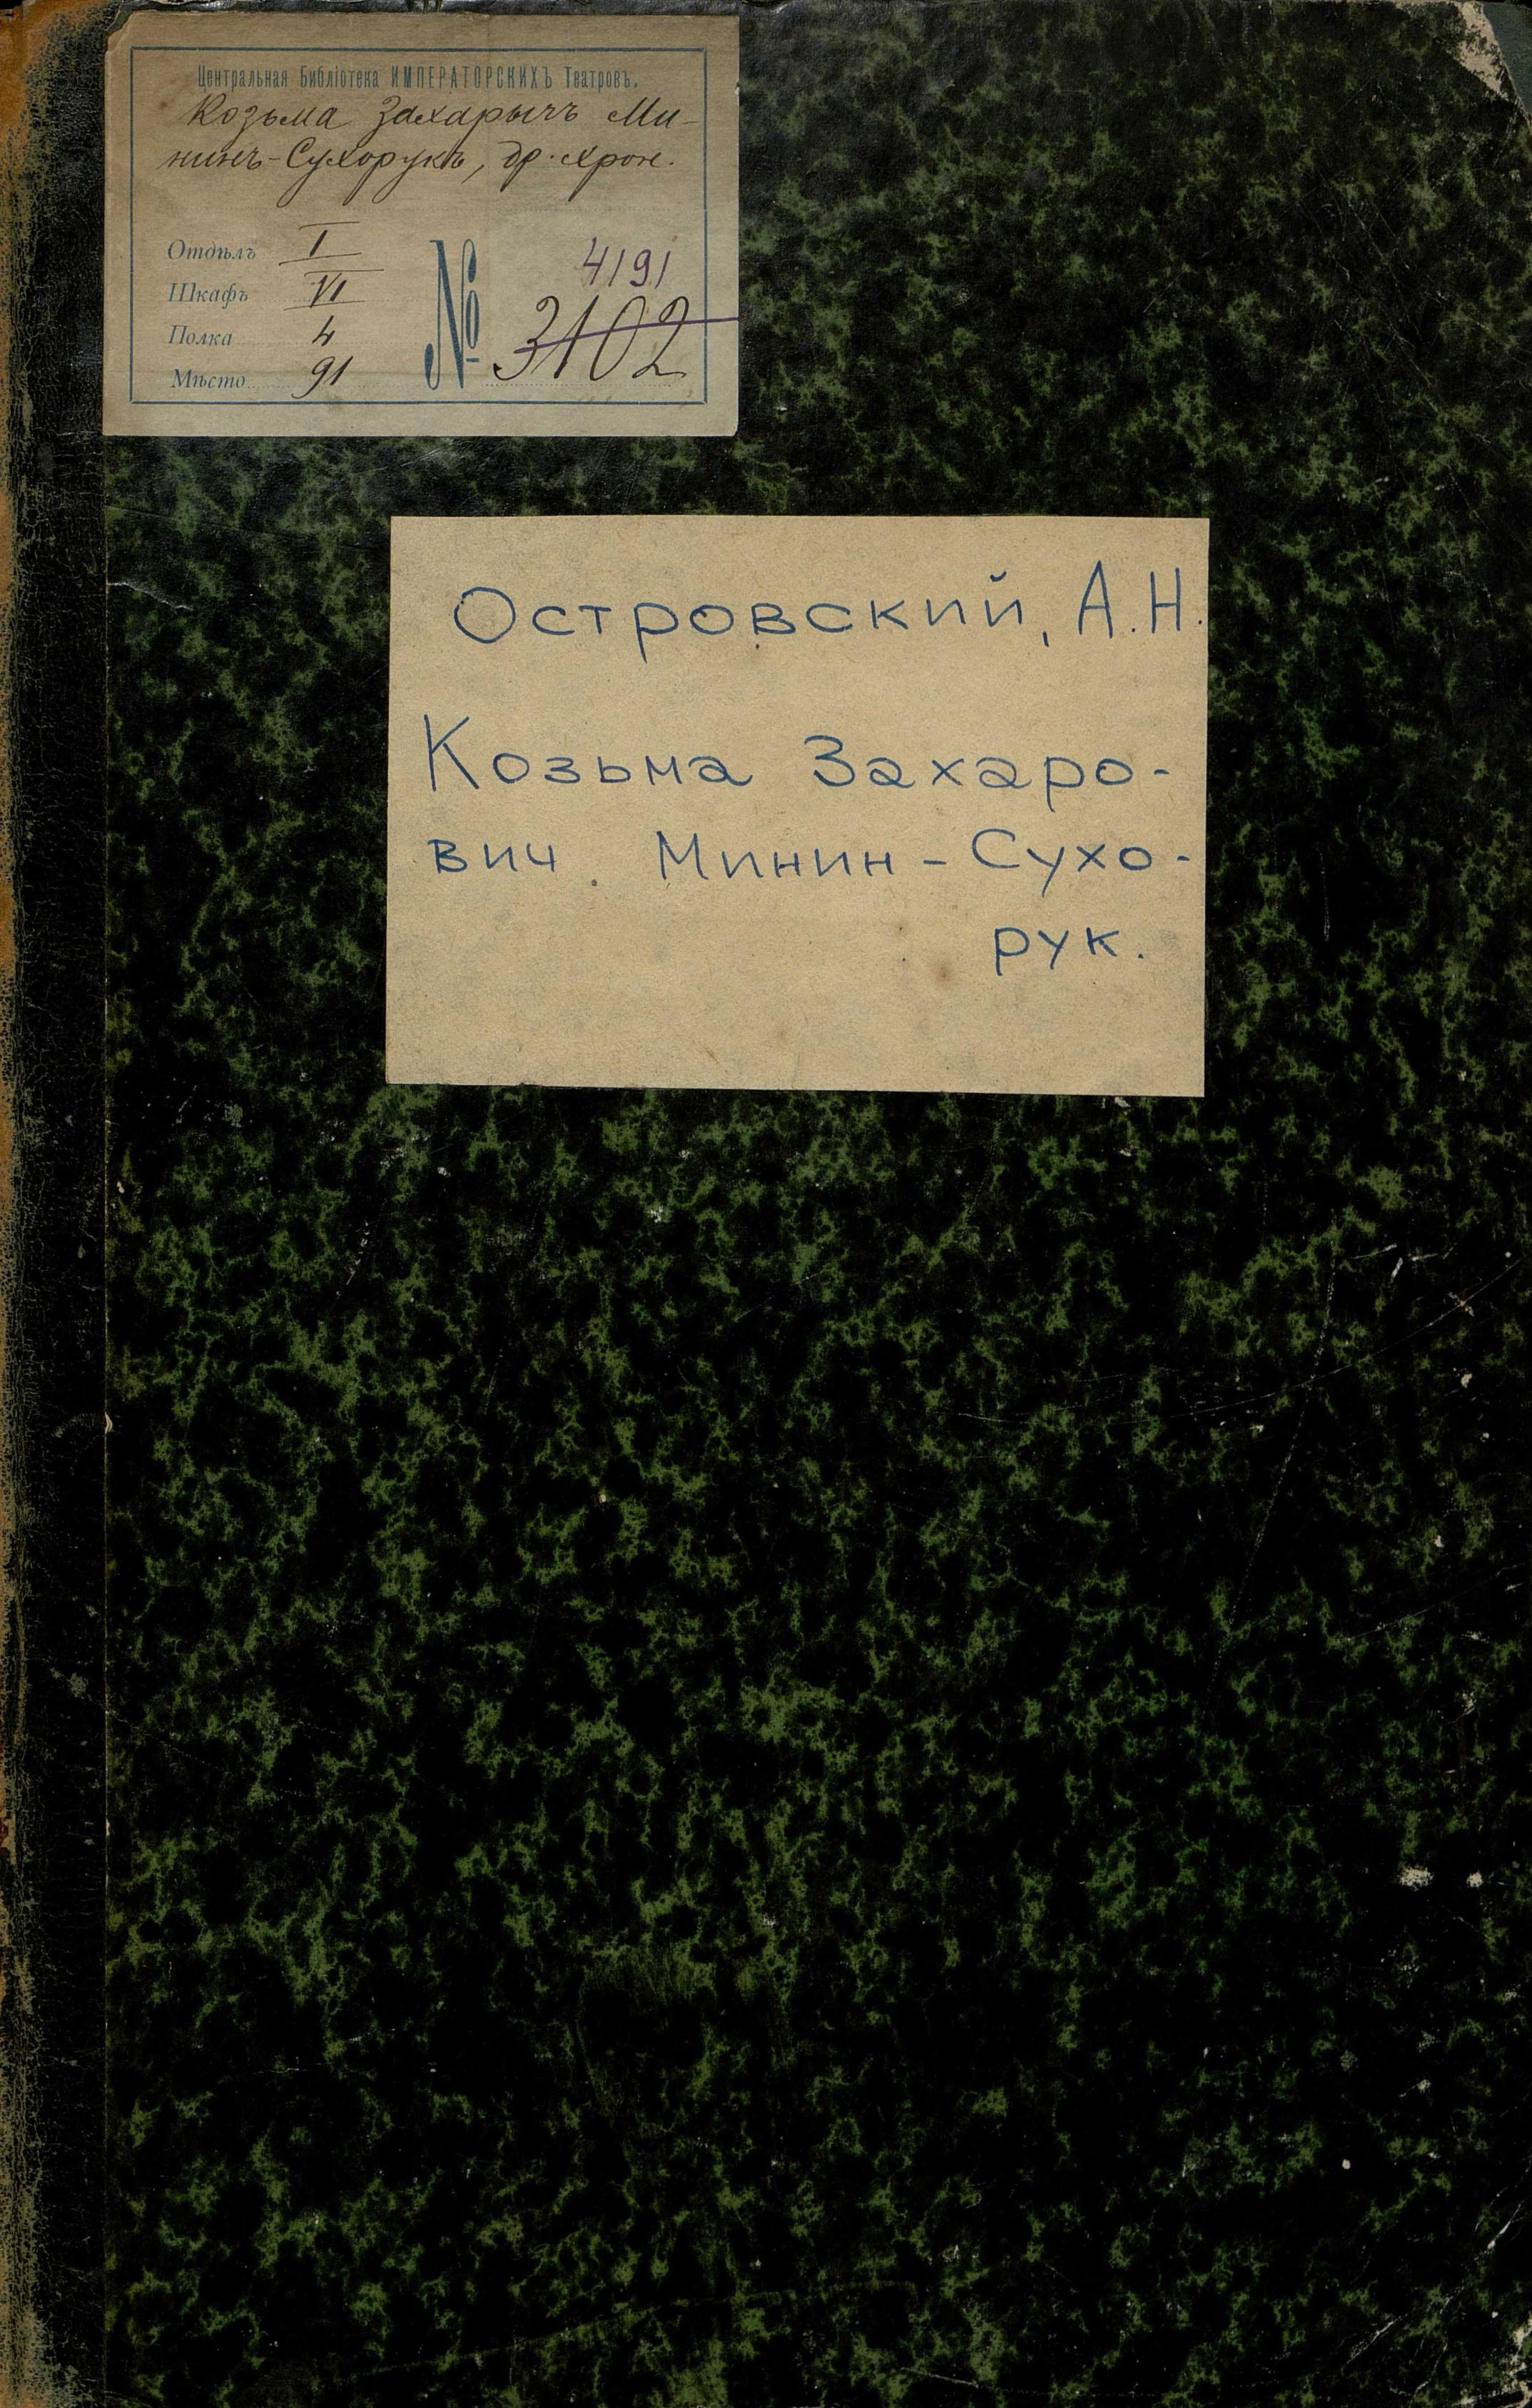 Центральная Библіотека ИМПЕРАТОРСКИХЪ Театровъ.
Козьма Захарычъ Ми-
нинъ-Сухорукъ, др. хрон.
Отдѣлъ I
Шкафъ VI
Полка 4
Мѣсто 91
№ 4191
3102
Островский, А.Н.
Козьма Захаро-
вич. Минин-Сухо-
рук.